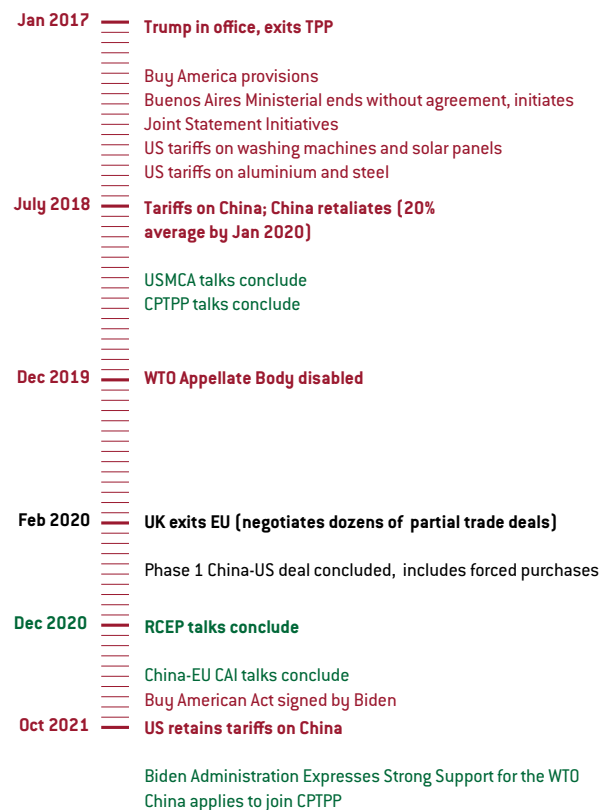 Jan 2017
Trump in office, exits TPP
Buy America provisions
Buenos Aires Ministerial ends without agreement, initiates
Joint Statement Initiatives
US tariffs on washing machines and solar panels
US tariffs on aluminium and steel
July 2018
Tariffs on China; China retaliates (20%
average by Jan 2020)
USMCA talks conclude
CPTPP talks conclude
Dec 2019
WTO Appellate Body disabled
Feb 2020
UK exits EU (negotiates dozens of partial trade deals)
Phase 1 China-US deal concluded, includes forced purchases
Dec 2020
RCEP talks conclude
China-EU CAI talks conclude
Buy American Act signed by Biden
Oct 2021
US retains tariffs on China
Biden Administration Expresses Strong Support for the WTO
China applies to join CPTPP